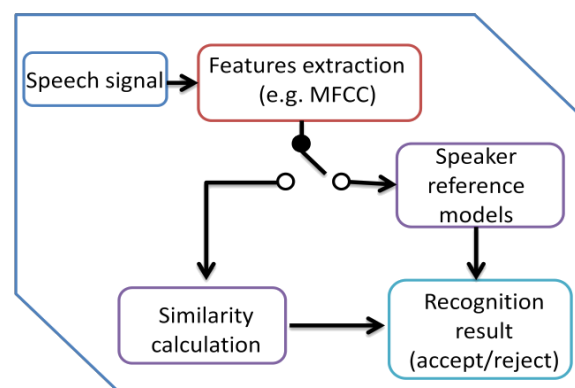 Speech signal
Features extraction
(e.g. MFCC)
Speaker
reference
models
Similarity
calculation
Recognition
result
(accept/reject)